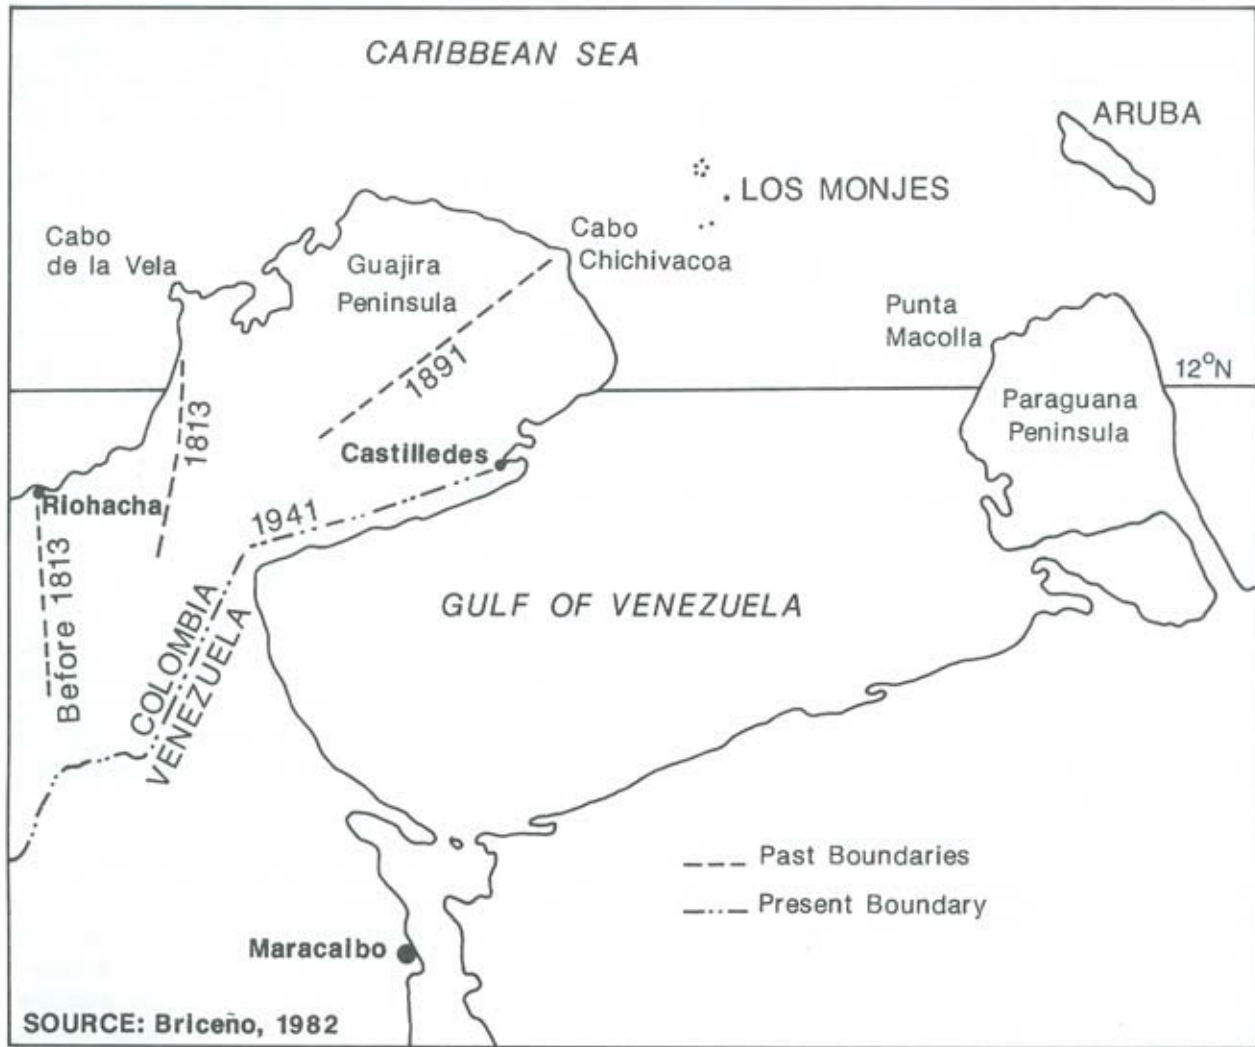 CARIBBEAN SEA
ARUBA
LOS MONJES
Cabo
de la Vela
Guajira
Peninsula
Cabo
Chichivacoa
Punta
Macolla
12°N
1891
1813
Paraguana
Peninsula
Castilledes
Riohacha
1941
Before 1813
COLOMBIA
VENEZUELA
GULF OF VENEZUELA
Past Boundaries
Present Boundary
Maracaibo
SOURCE: Briceño, 1982